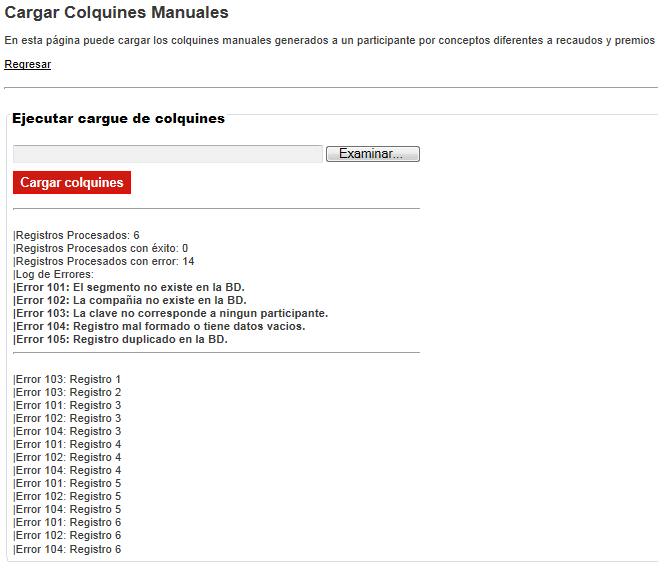 Cargar Colquines Manuales
En esta página puede cargar los colquines manuales generados a un participante por conceptos diferentes a recaudos y premios
Regresar
Ejecutar cargue de colquines
Examinar...
Cargar colquines
|Registros Procesados: 6
|Registros Procesados con éxito: 0
|Registros Procesados con error: 14
|Log de Errores:
|Error 101: El segmento no existe en la BD.
|Error 102: La compañia no existe en la BD.
|Error 103: La clave no corresponde a ningun participante.
|Error 104: Registro mal formado o tiene datos vacios.
|Error 105: Registro duplicado en la BD.
|Error 103: Registro 1
|Error 103: Registro 2
|Error 101: Registro 3
|Error 102: Registro 3
|Error 104: Registro 3
|Error 101: Registro 4
|Error 102: Registro 4
|Error 104: Registro 4
|Error 101: Registro 5
|Error 102: Registro 5
|Error 104: Registro 5
|Error 101: Registro 6
|Error 102: Registro 6
|Error 104: Registro 6